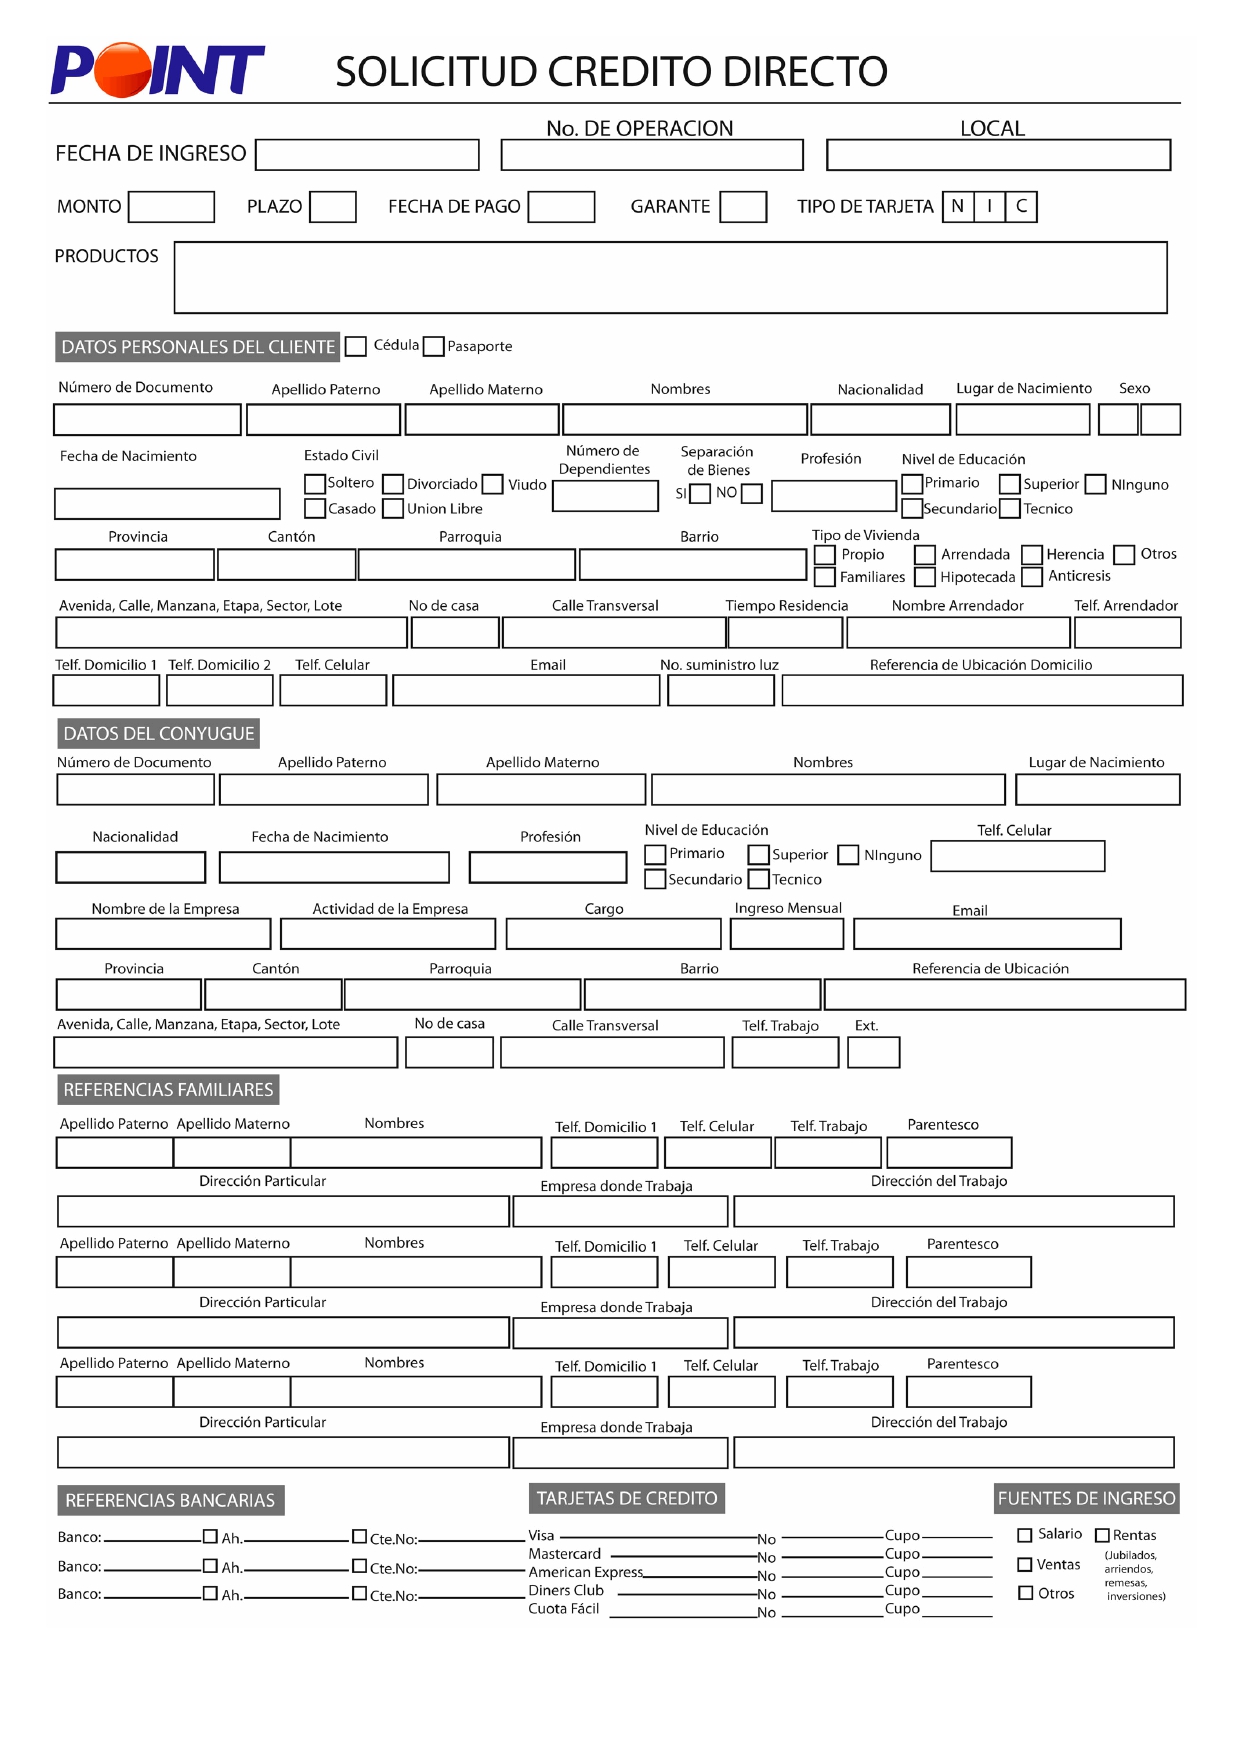 POINT SOLICITUD CREDITO DIRECTO
No. DE OPERACION LOCAL
FECHA DE INGRESO
MONTO PLAZO FECHA DE PAGO GARANTE TIPO DE TARJETA N I C
PRODUCTOS
DATOS PERSONALES DEL CLIENTE Cédula Pasaporte
Número de Documento Apellido Paterno Apellido Materno Nombres Nacionalidad Lugar de Nacimiento Sexo
Fecha de Nacimiento Estado Civil Número de Dependientes Separación de Bienes Profesión Nivel de Educación
Soltero Divorciado Viudo SI NO Primario Superior NInguno
Casado Union Libre Secundario Tecnico
Provincia Cantón Parroquia Barrio Tipo de Vivienda
Propio Arrendada Herencia Otros
Familiares Hipotecada Anticresis
Avenida, Calle, Manzana, Etapa, Sector, Lote No de casa Calle Transversal Tiempo Residencia Nombre Arrendador Telf. Arrendador
Telf. Domicilio 1 Telf. Domicilio 2 Telf. Celular Email No. suministro luz Referencia de Ubicación Domicilio
DATOS DEL CONYUGUE
Número de Documento Apellido Paterno Apellido Materno Nombres Lugar de Nacimiento
Nacionalidad Fecha de Nacimiento Profesión Nivel de Educación Telf. Celular
Primario Superior NInguno
Secundario Tecnico
Nombre de la Empresa Actividad de la Empresa Cargo Ingreso Mensual Email
Provincia Cantón Parroquia Barrio Referencia de Ubicación
Avenida, Calle, Manzana, Etapa, Sector, Lote No de casa Calle Transversal Telf. Trabajo Ext.
REFERENCIAS FAMILIARES
Apellido Paterno Apellido Materno Nombres Telf. Domicilio 1 Telf. Celular Telf. Trabajo Parentesco
Dirección Particular Empresa donde Trabaja Dirección del Trabajo
Apellido Paterno Apellido Materno Nombres Telf. Domicilio 1 Telf. Celular Telf. Trabajo Parentesco
Dirección Particular Empresa donde Trabaja Dirección del Trabajo
Apellido Paterno Apellido Materno Nombres Telf. Domicilio 1 Telf. Celular Telf. Trabajo Parentesco
Dirección Particular Empresa donde Trabaja Dirección del Trabajo
REFERENCIAS BANCARIAS TARJETAS DE CREDITO FUENTES DE INGRESO
Banco: Ah. Cte.No:
Banco: Ah. Cte.No:
Banco: Ah. Cte.No:
Visa No Cupo
Mastercard No Cupo
American Express No Cupo
Diners Club No Cupo
Cuota Fácil No Cupo
Salario Rentas
Ventas (Jubilados,
arriendos,
remesas,
inversiones)
Otros